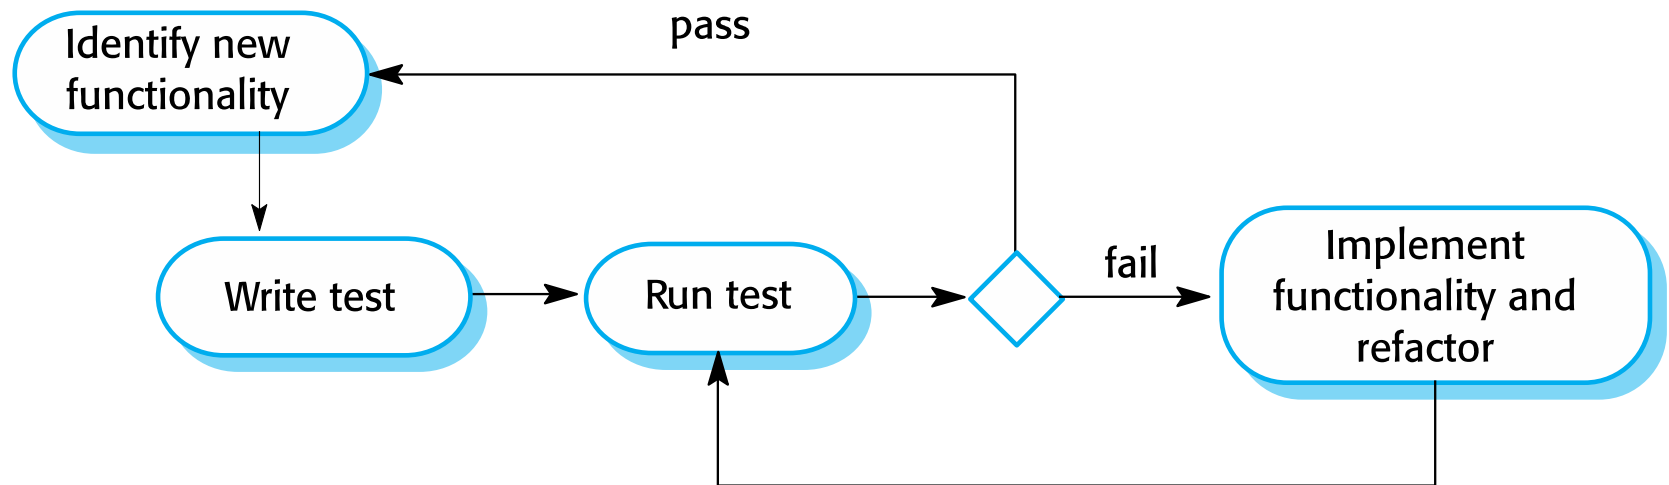 Identify new
functionality
pass
Write test
Run test
fail
Implement
functionality and
refactor